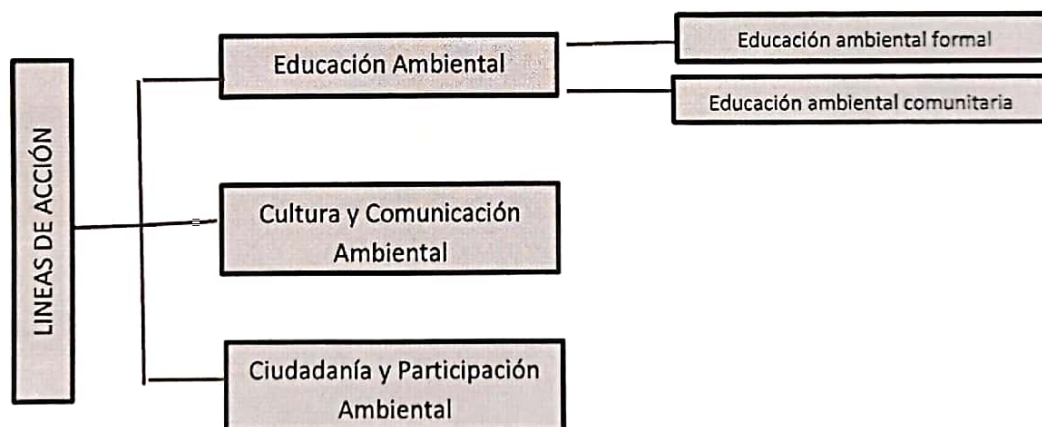 LINEAS DE ACCIÓN
Educación Ambiental
Educación ambiental formal
Educación ambiental comunitaria
Cultura y Comunicación
Ambiental
Ciudadanía y Participación
Ambiental